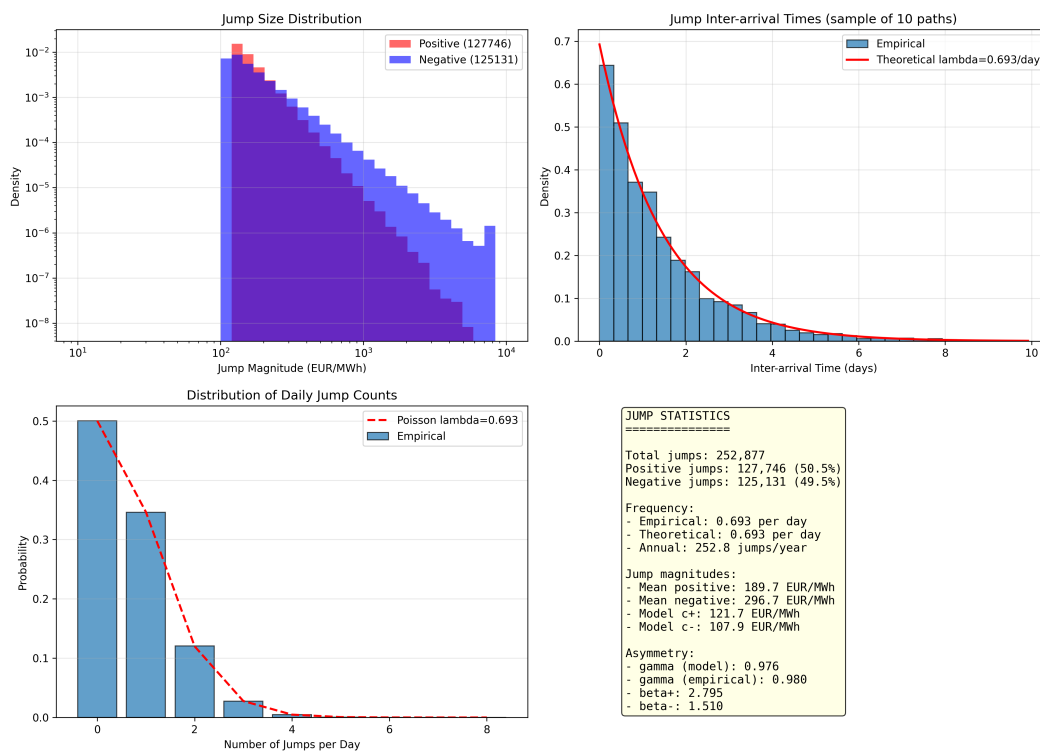 Jump Size Distribution
Positive (127746)
Negative (125131)
10⁻²
10⁻³
10⁻⁴
10⁻⁵
10⁻⁶
10⁻⁷
10⁻⁸
Density
10¹
10²
10³
10⁴
Jump Magnitude (EUR/MWh)
Jump Inter-arrival Times (sample of 10 paths)
Empirical
Theoretical lambda=0.693/day
0.7
0.6
0.5
0.4
0.3
0.2
0.1
0.0
Density
0
2
4
6
8
10
Inter-arrival Time (days)
Distribution of Daily Jump Counts
Poisson lambda=0.693
Empirical
0.5
0.4
0.3
0.2
0.1
0.0
Probability
0
2
4
6
8
Number of Jumps per Day
JUMP STATISTICS
===============
Total jumps: 252,877
Positive jumps: 127,746 (50.5%)
Negative jumps: 125,131 (49.5%)
Frequency:
- Empirical: 0.693 per day
- Theoretical: 0.693 per day
- Annual: 252.8 jumps/year
Jump magnitudes:
- Mean positive: 189.7 EUR/MWh
- Mean negative: 296.7 EUR/MWh
- Model c+: 121.7 EUR/MWh
- Model c-: 107.9 EUR/MWh
Asymmetry:
- gamma (model): 0.976
- gamma (empirical): 0.980
- beta+: 2.795
- beta-: 1.510